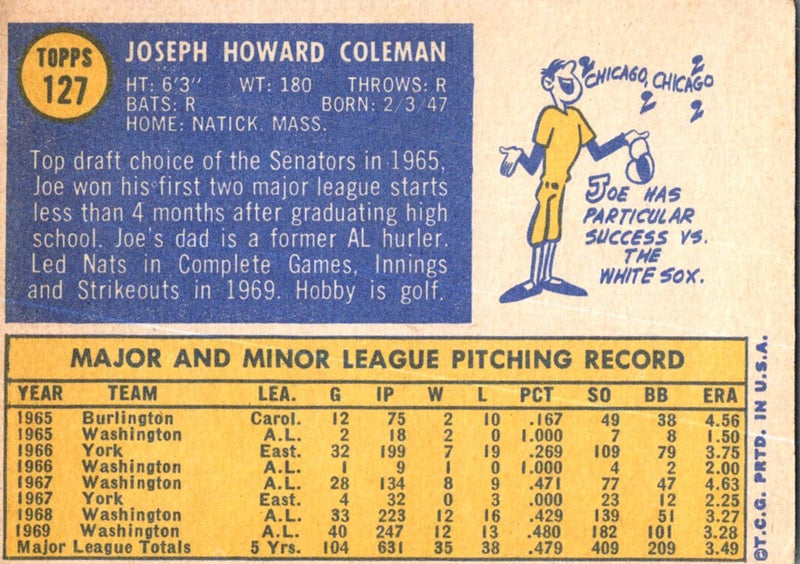 TOPPS
127
JOSEPH HOWARD COLEMAN
HT: 6'3" WT: 180 THROWS: R
BATS: R BORN: 2/3/47
HOME: NATICK. MASS.
Top draft choice of the Senators in 1965,
Joe won his first two major league starts
less than 4 months after graduating high
school. Joe's dad is a former AL hurler.
Led Nats in Complete Games, Innings
and Strikeouts in 1969. Hobby is golf.
CHICAGO, CHICAGO
JOE HAS
PARTICULAR
SUCCESS VS.
THE
WHITE SOX.
MAJOR AND MINOR LEAGUE PITCHING RECORD
YEAR TEAM LEA. G IP W L PCT SO BB ERA
1965 Burlington Carol. 12 75 2 10 .167 49 38 4.56
1965 Washington A.L. 2 18 2 0 1.000 7 8 1.50
1966 York East. 32 199 7 19 .269 109 79 3.75
1966 Washington A.L. 1 9 1 0 1.000 4 2 2.00
1967 Washington A.L. 28 134 8 9 .471 77 47 4.63
1967 York East. 4 32 0 3 .000 23 12 2.25
1968 Washington A.L. 33 223 12 16 .429 139 51 3.27
1969 Washington A.L. 40 247 12 13 .480 182 101 3.28
Major League Totals 5 Yrs. 104 631 35 38 .479 409 209 3.49
©T.C.G. PRTD. IN U.S.A.